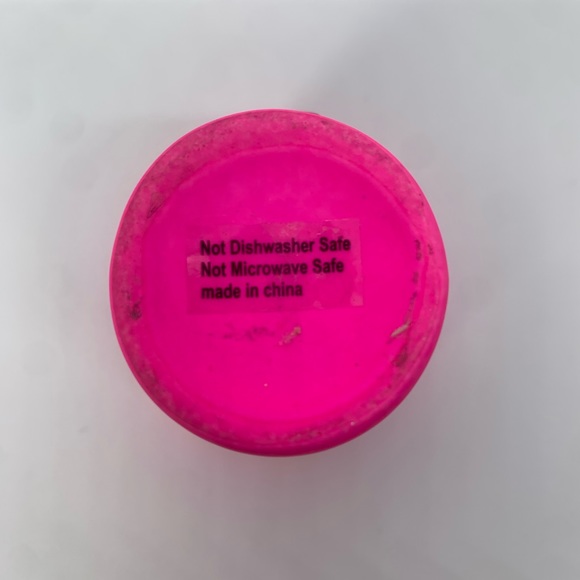 Not Dishwasher Safe
Not Microwave Safe
made in china